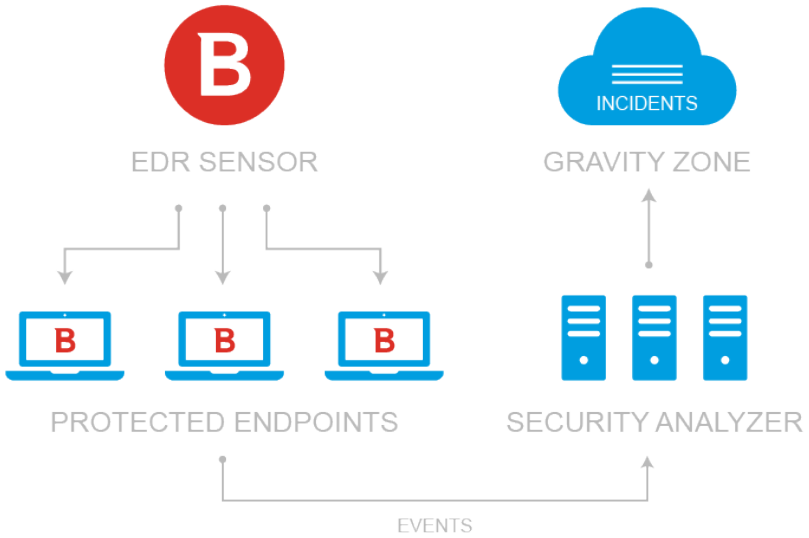 B
INCIDENTS
EDR SENSOR
GRAVITY ZONE
B
B
B
PROTECTED ENDPOINTS
SECURITY ANALYZER
EVENTS